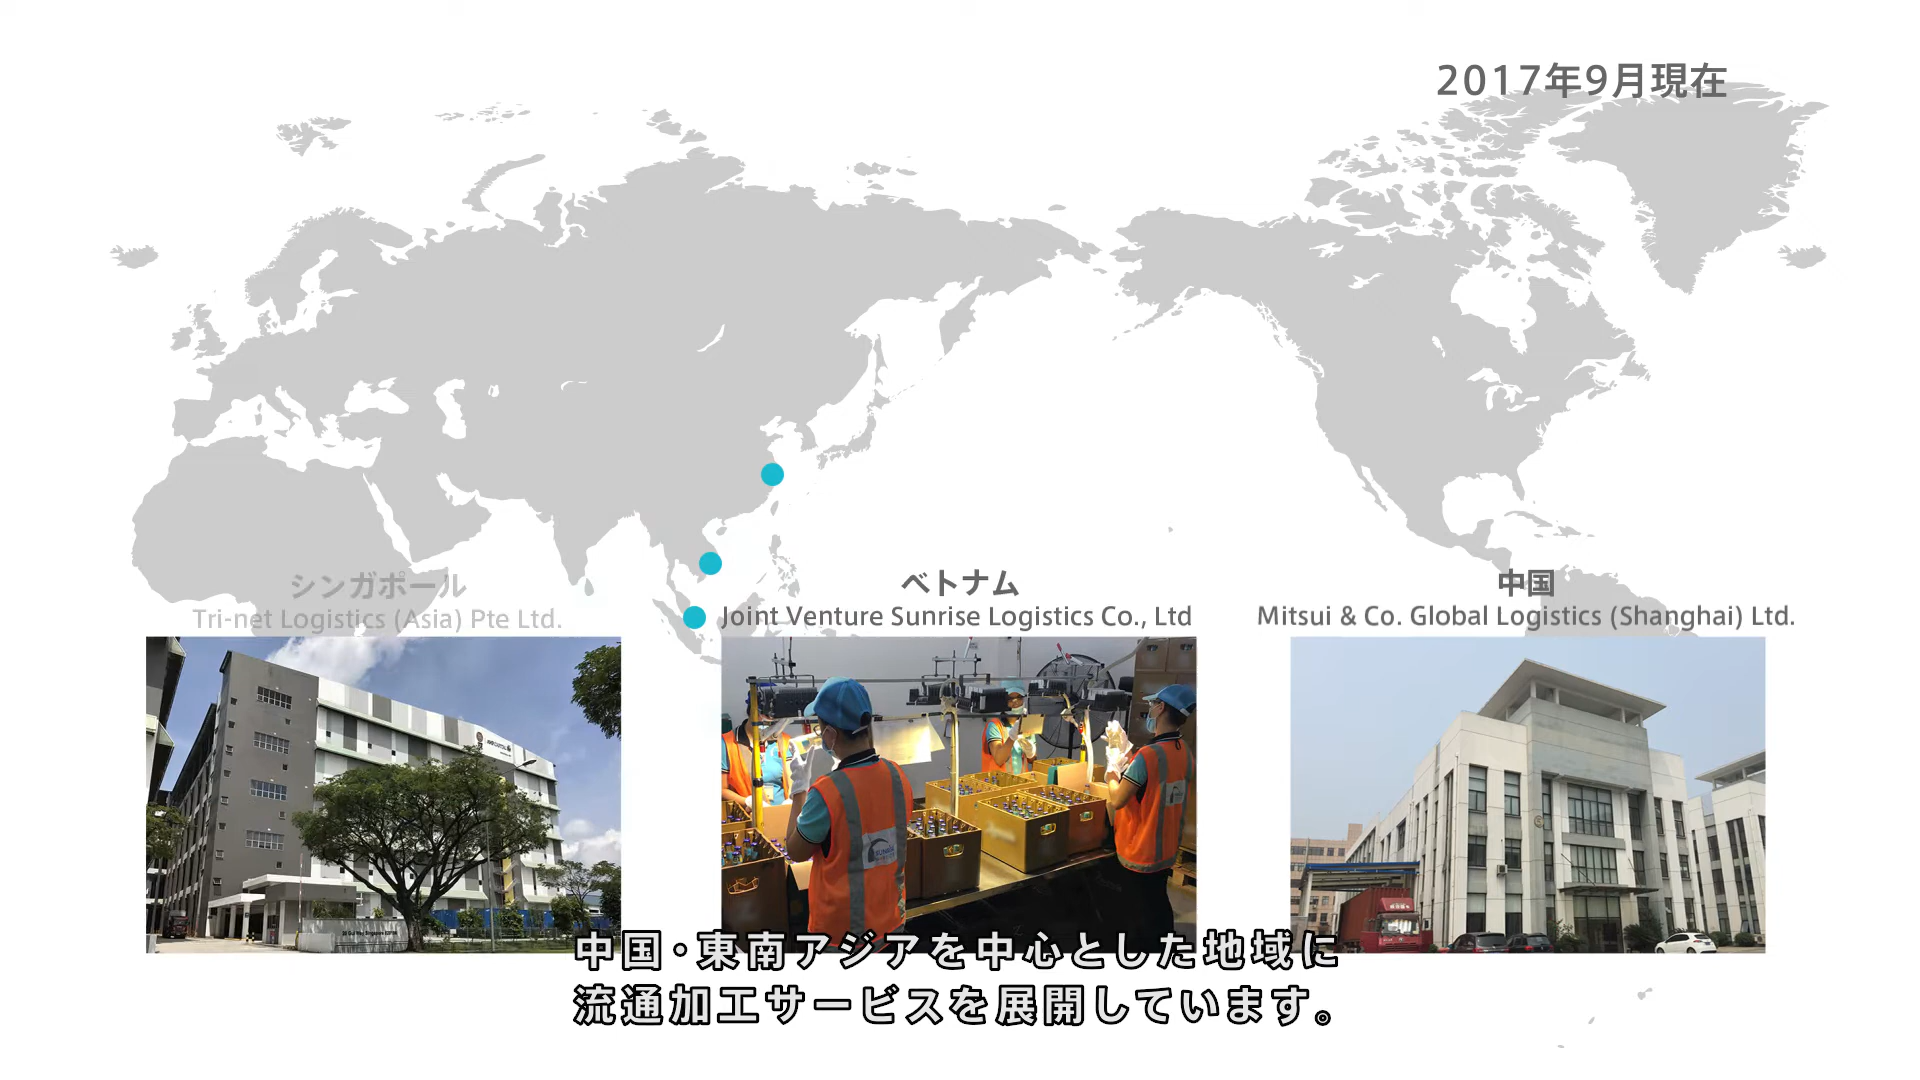 2017年9月現在
シンガポール
Tri-net Logistics (Asia) Pte Ltd.
ベトナム
Joint Venture Sunrise Logistics Co., Ltd
中国
Mitsui & Co. Global Logistics (Shanghai) Ltd.
中国・東南アジアを中心とした地域に
流通加工サービスを展開しています。